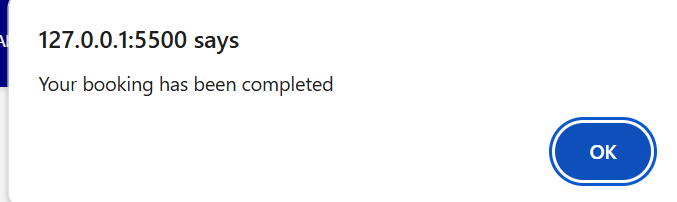 127.0.0.1:5500 says
Your booking has been completed
OK